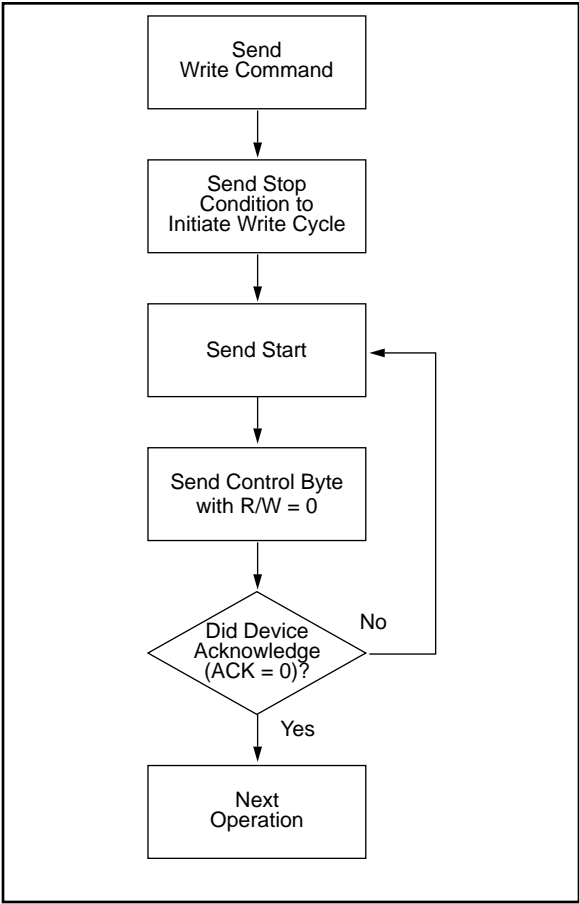 Send
Write Command
Send Stop
Condition to
Initiate Write Cycle
Send Start
Send Control Byte
with R/W = 0
Did Device
Acknowledge
(ACK = 0)?
No
Yes
Next
Operation